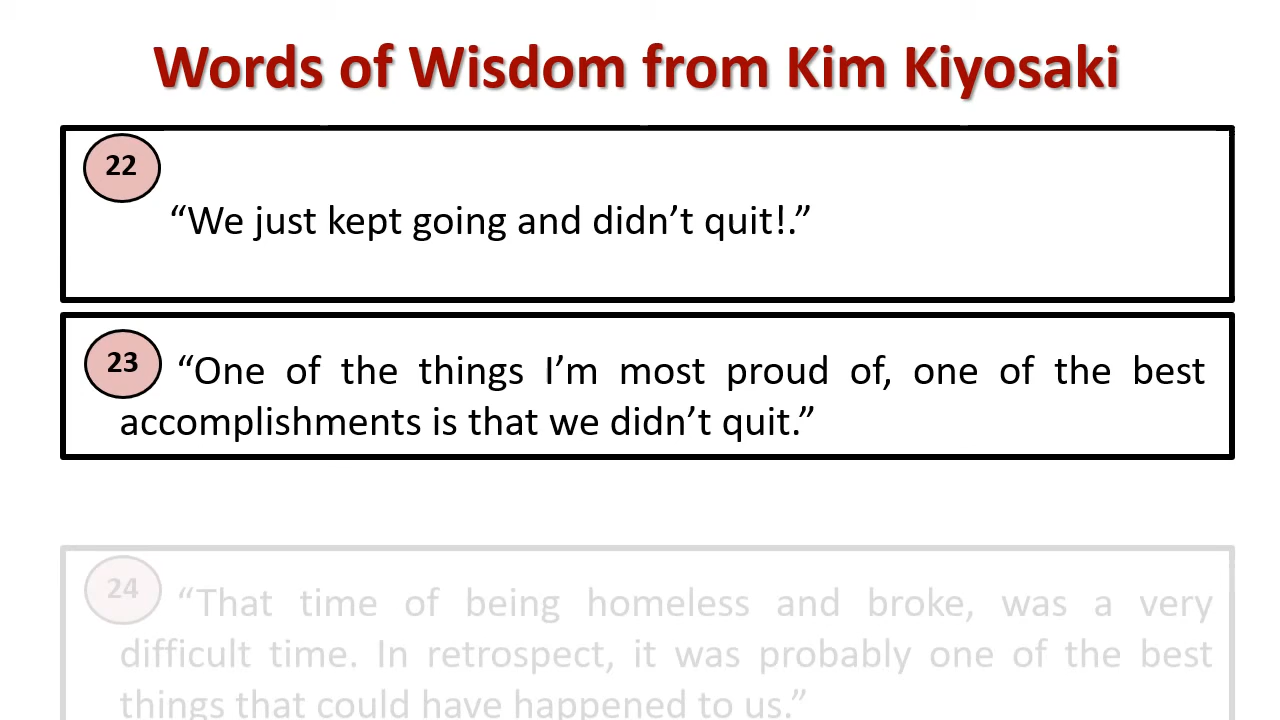 Words of Wisdom from Kim Kiyosaki
22
“We just kept going and didn’t quit!.”
23 “One of the things I’m most proud of, one of the best
accomplishments is that we didn’t quit.”
24 “That time of being homeless and broke, was a very
difficult time. In retrospect, it was probably one of the best
things that could have happened to us.”